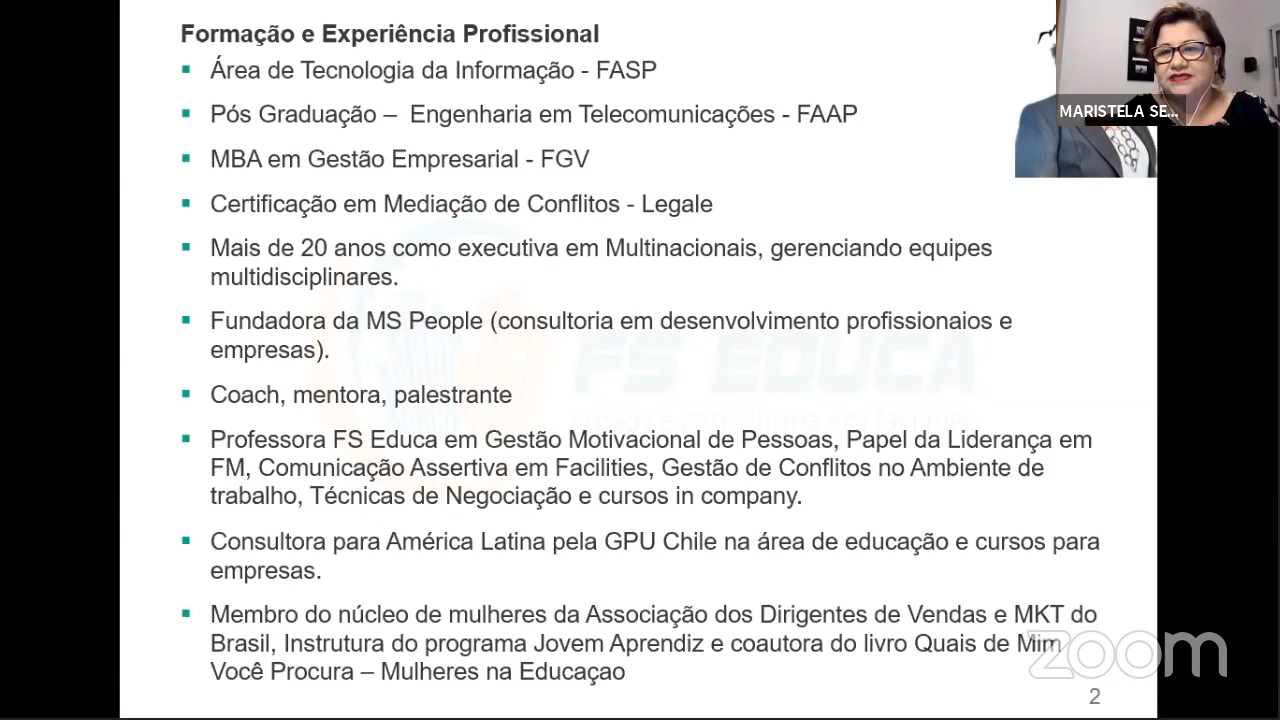 Formação e Experiência Profissional
Área de Tecnologia da Informação - FASP
Pós Graduação – Engenharia em Telecomunicações - FAAP
MBA em Gestão Empresarial - FGV
Certificação em Mediação de Conflitos - Legale
Mais de 20 anos como executiva em Multinacionais, gerenciando equipes
multidisciplinares.
Fundadora da MS People (consultoria em desenvolvimento profissionaios e
empresas).
Coach, mentora, palestrante
Professora FS Educa em Gestão Motivacional de Pessoas, Papel da Liderança em
FM, Comunicação Assertiva em Facilities, Gestão de Conflitos no Ambiente de
trabalho, Técnicas de Negociação e cursos in company.
Consultora para América Latina pela GPU Chile na área de educação e cursos para
empresas.
Membro do núcleo de mulheres da Associação dos Dirigentes de Vendas e MKT do
Brasil, Instrutura do programa Jovem Aprendiz e coautora do livro Quais de Mim
Você Procura – Mulheres na Educaçao
2
MARISTELA SE...
FS EDUCA
cursos e consultoria em facilities
zoom